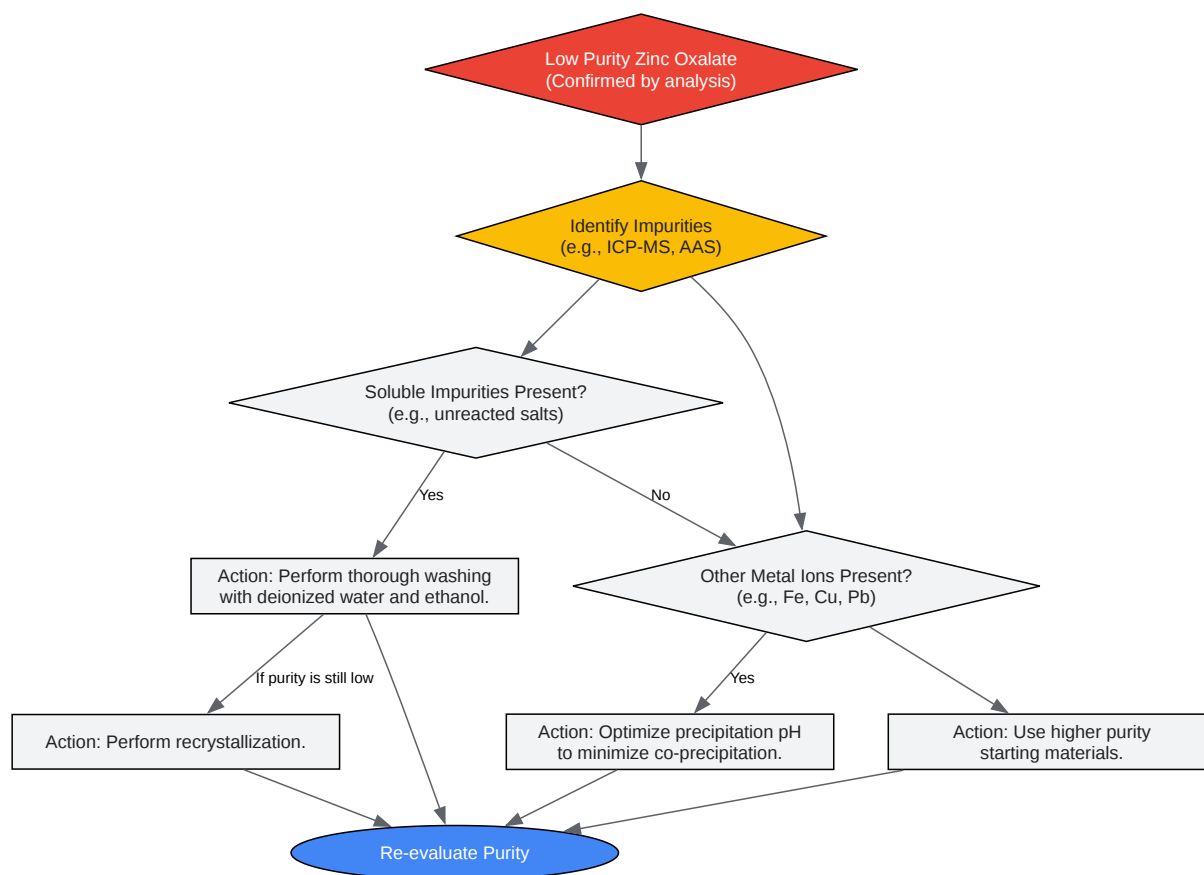 Low Purity Zinc Oxalate
(Confirmed by analysis)
Identify Impurities
(e.g., ICP-MS, AAS)
Soluble Impurities Present?
(e.g., unreacted salts)
Yes
No
Action: Perform thorough washing
with deionized water and ethanol.
Other Metal Ions Present?
(e.g., Fe, Cu, Pb)
If purity is still low
Yes
Action: Perform recrystallization.
Action: Optimize precipitation pH
to minimize co-precipitation.
Action: Use higher purity
starting materials.
Re-evaluate Purity